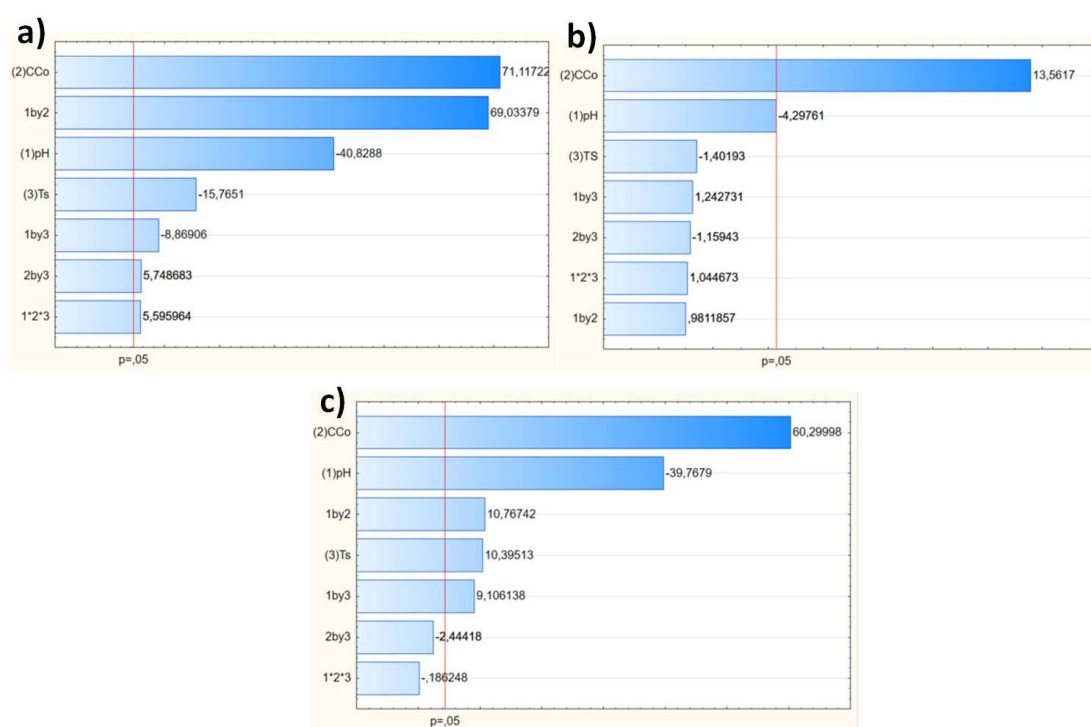 a)
(2)CCo 71,11722
1by2 69,03379
(1)pH -40,8288
(3)Ts -15,7651
1by3 -8,86906
2by3 5,748683
1*2*3 5,595964
p=,05
b)
(2)CCo 13,5617
(1)pH -4,29761
(3)TS -1,40193
1by3 1,242731
2by3 -1,15943
1*2*3 1,044673
1by2 ,9811857
p=,05
c)
(2)CCo 60,29998
(1)pH -39,7679
1by2 10,76742
(3)Ts 10,39513
1by3 9,106138
2by3 -2,44418
1*2*3 -,186248
p=,05